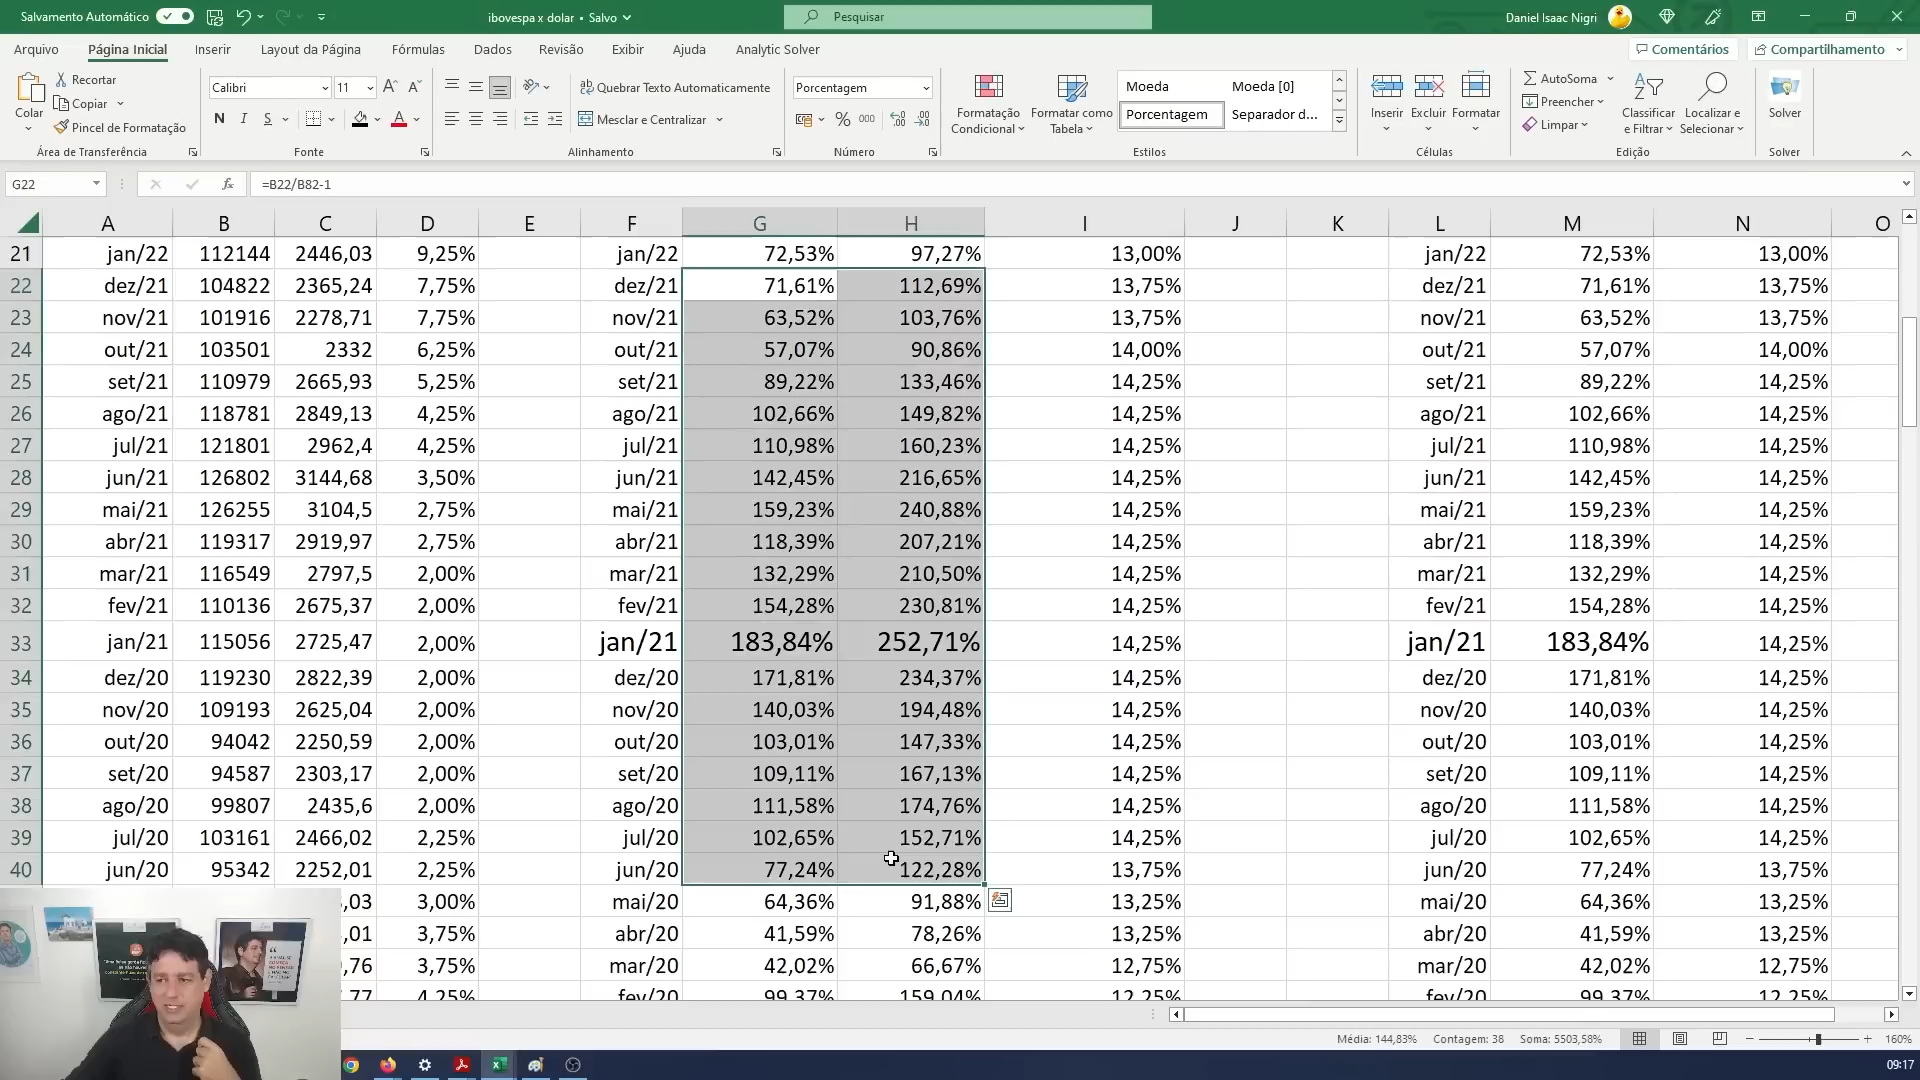 Salvamento Automático
ibovespa x dolar • Salvo
Pesquisar
Daniel Isaac Nigri
Arquivo Página Inicial Inserir Layout da Página Fórmulas Dados Revisão Exibir Ajuda Analytic Solver
Comentários Compartilhamento
Colar
Recortar
Copiar
Pincel de Formatação
Área de Transferência
Calibri 11
N I S
Fonte
Quebrar Texto Automaticamente
Mesclar e Centralizar
Alinhamento
Porcentagem
% 000
Número
Formatação Condicional
Formatar como Tabela
Moeda Moeda [0]
Porcentagem Separador d...
Estilos
Inserir Excluir Formatar
Células
AutoSoma
Preencher
Limpar
Classificar e Filtrar
Localizar e Selecionar
Edição
Solver
Solver
G22 fx =B22/B82-1
A B C D E F G H I J K L M N O
21 jan/22 112144 2446,03 9,25% jan/22 72,53% 97,27% 13,00% jan/22 72,53% 13,00%
22 dez/21 104822 2365,24 7,75% dez/21 71,61% 112,69% 13,75% dez/21 71,61% 13,75%
23 nov/21 101916 2278,71 7,75% nov/21 63,52% 103,76% 13,75% nov/21 63,52% 13,75%
24 out/21 103501 2332 6,25% out/21 57,07% 90,86% 14,00% out/21 57,07% 14,00%
25 set/21 110979 2665,93 5,25% set/21 89,22% 133,46% 14,25% set/21 89,22% 14,25%
26 ago/21 118781 2849,13 4,25% ago/21 102,66% 149,82% 14,25% ago/21 102,66% 14,25%
27 jul/21 121801 2962,4 4,25% jul/21 110,98% 160,23% 14,25% jul/21 110,98% 14,25%
28 jun/21 126802 3144,68 3,50% jun/21 142,45% 216,65% 14,25% jun/21 142,45% 14,25%
29 mai/21 126255 3104,5 2,75% mai/21 159,23% 240,88% 14,25% mai/21 159,23% 14,25%
30 abr/21 119317 2919,97 2,75% abr/21 118,39% 207,21% 14,25% abr/21 118,39% 14,25%
31 mar/21 116549 2797,5 2,00% mar/21 132,29% 210,50% 14,25% mar/21 132,29% 14,25%
32 fev/21 110136 2675,37 2,00% fev/21 154,28% 230,81% 14,25% fev/21 154,28% 14,25%
33 jan/21 115056 2725,47 2,00% jan/21 183,84% 252,71% 14,25% jan/21 183,84% 14,25%
34 dez/20 119230 2822,39 2,00% dez/20 171,81% 234,37% 14,25% dez/20 171,81% 14,25%
35 nov/20 109193 2625,04 2,00% nov/20 140,03% 194,48% 14,25% nov/20 140,03% 14,25%
36 out/20 94042 2250,59 2,00% out/20 103,01% 147,33% 14,25% out/20 103,01% 14,25%
37 set/20 94587 2303,17 2,00% set/20 109,11% 167,13% 14,25% set/20 109,11% 14,25%
38 ago/20 99807 2435,6 2,00% ago/20 111,58% 174,76% 14,25% ago/20 111,58% 14,25%
39 jul/20 103161 2466,02 2,25% jul/20 102,65% 152,71% 14,25% jul/20 102,65% 14,25%
40 jun/20 95342 2252,01 2,25% jun/20 77,24% 122,28% 13,75% jun/20 77,24% 13,75%
,03 3,00% mai/20 64,36% 91,88% 13,25% mai/20 64,36% 13,25%
,01 3,75% abr/20 41,59% 78,26% 13,25% abr/20 41,59% 13,25%
,76 3,75% mar/20 42,02% 66,67% 12,75% mar/20 42,02% 12,75%
,77 4,25% fev/20 99,37% 159,04% 12,25% fev/20 99,37% 12,25%
Média: 144,83% Contagem: 38 Soma: 5503,58% 160%
09:17